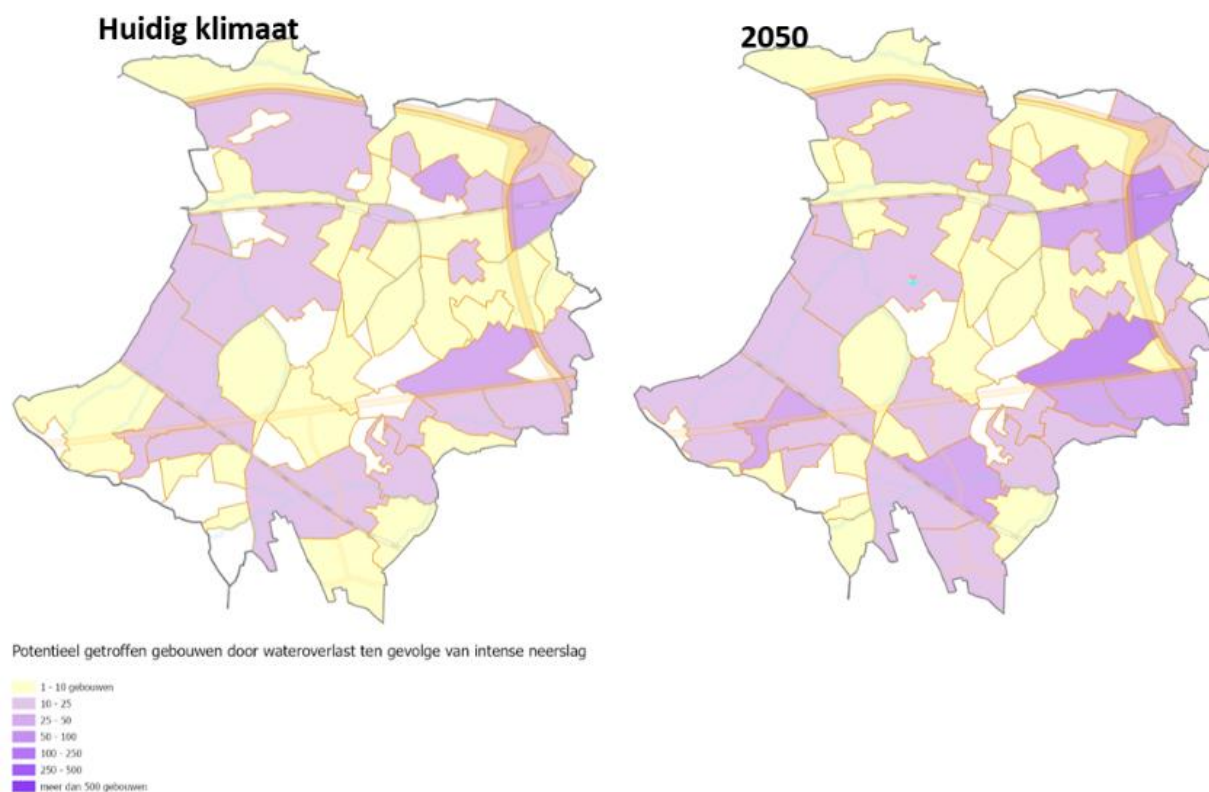 Huidig klimaat
2050
Potentieel getroffen gebouwen door wateroverlast ten gevolge van intense neerslag
1 - 10 gebouwen
10 - 25
25 - 50
50 - 100
100 - 250
250 - 500
meer dan 500 gebouwen